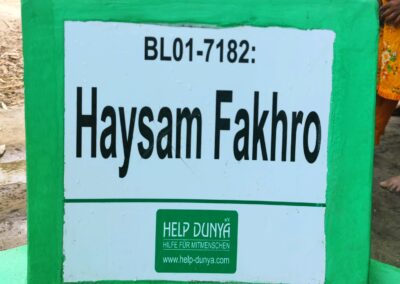 BL01-7182:
Haysam Fakhro
HELP DUNYA e.V.
HILFE FÜR MITMENSCHEN
www.help-dunya.com